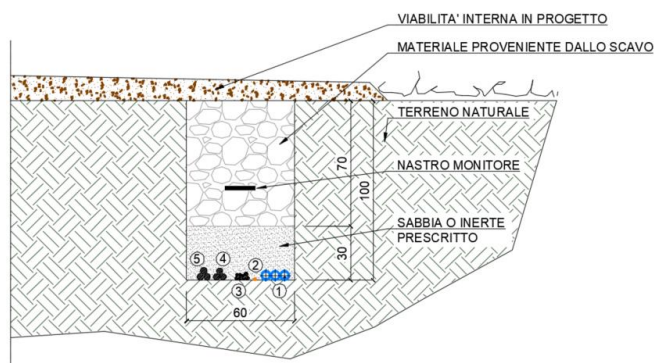 VIABILITA' INTERNA IN PROGETTO
MATERIALE PROVENIENTE DALLO SCAVO
TERRENO NATURALE
NASTRO MONITORE
SABBIA O INERTE
PRESCRITTO
70
100
30
5
4
2
3
1
60